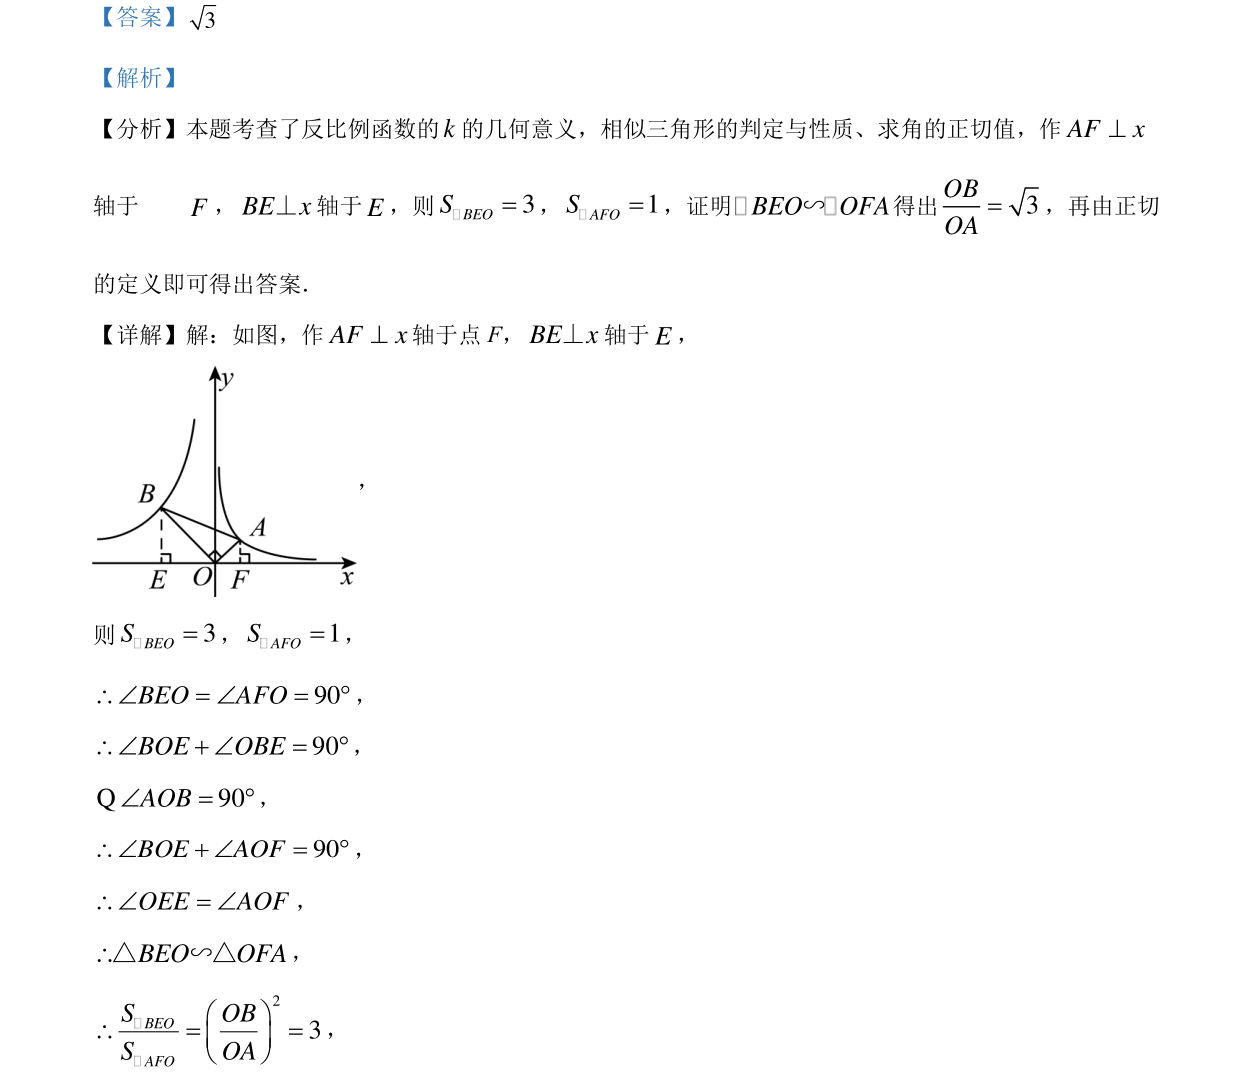 【答案】√3
【解析】
【分析】本题考查了反比例函数的k的几何意义，相似三角形的判定与性质、求角的正切值，作AF⊥x
轴于 F，BE⊥x轴于E，则S□BEO=3，S□AFO=1，证明□BEO∽□OFA得出OB/OA=√3，再由正切
的定义即可得出答案．
【详解】解：如图，作AF⊥x轴于点F，BE⊥x轴于E，
y
B
A
，
E O F x
则S□BEO=3，S□AFO=1，
∴∠BEO=∠AFO=90°，
∴∠BOE+∠OBE=90°，
Q∠AOB=90°，
∴∠BOE+∠AOF=90°，
∴∠OEE=∠AOF，
∴△BEO∽△OFA，
∴S□BEO/S□AFO=(OB/OA)²=3，